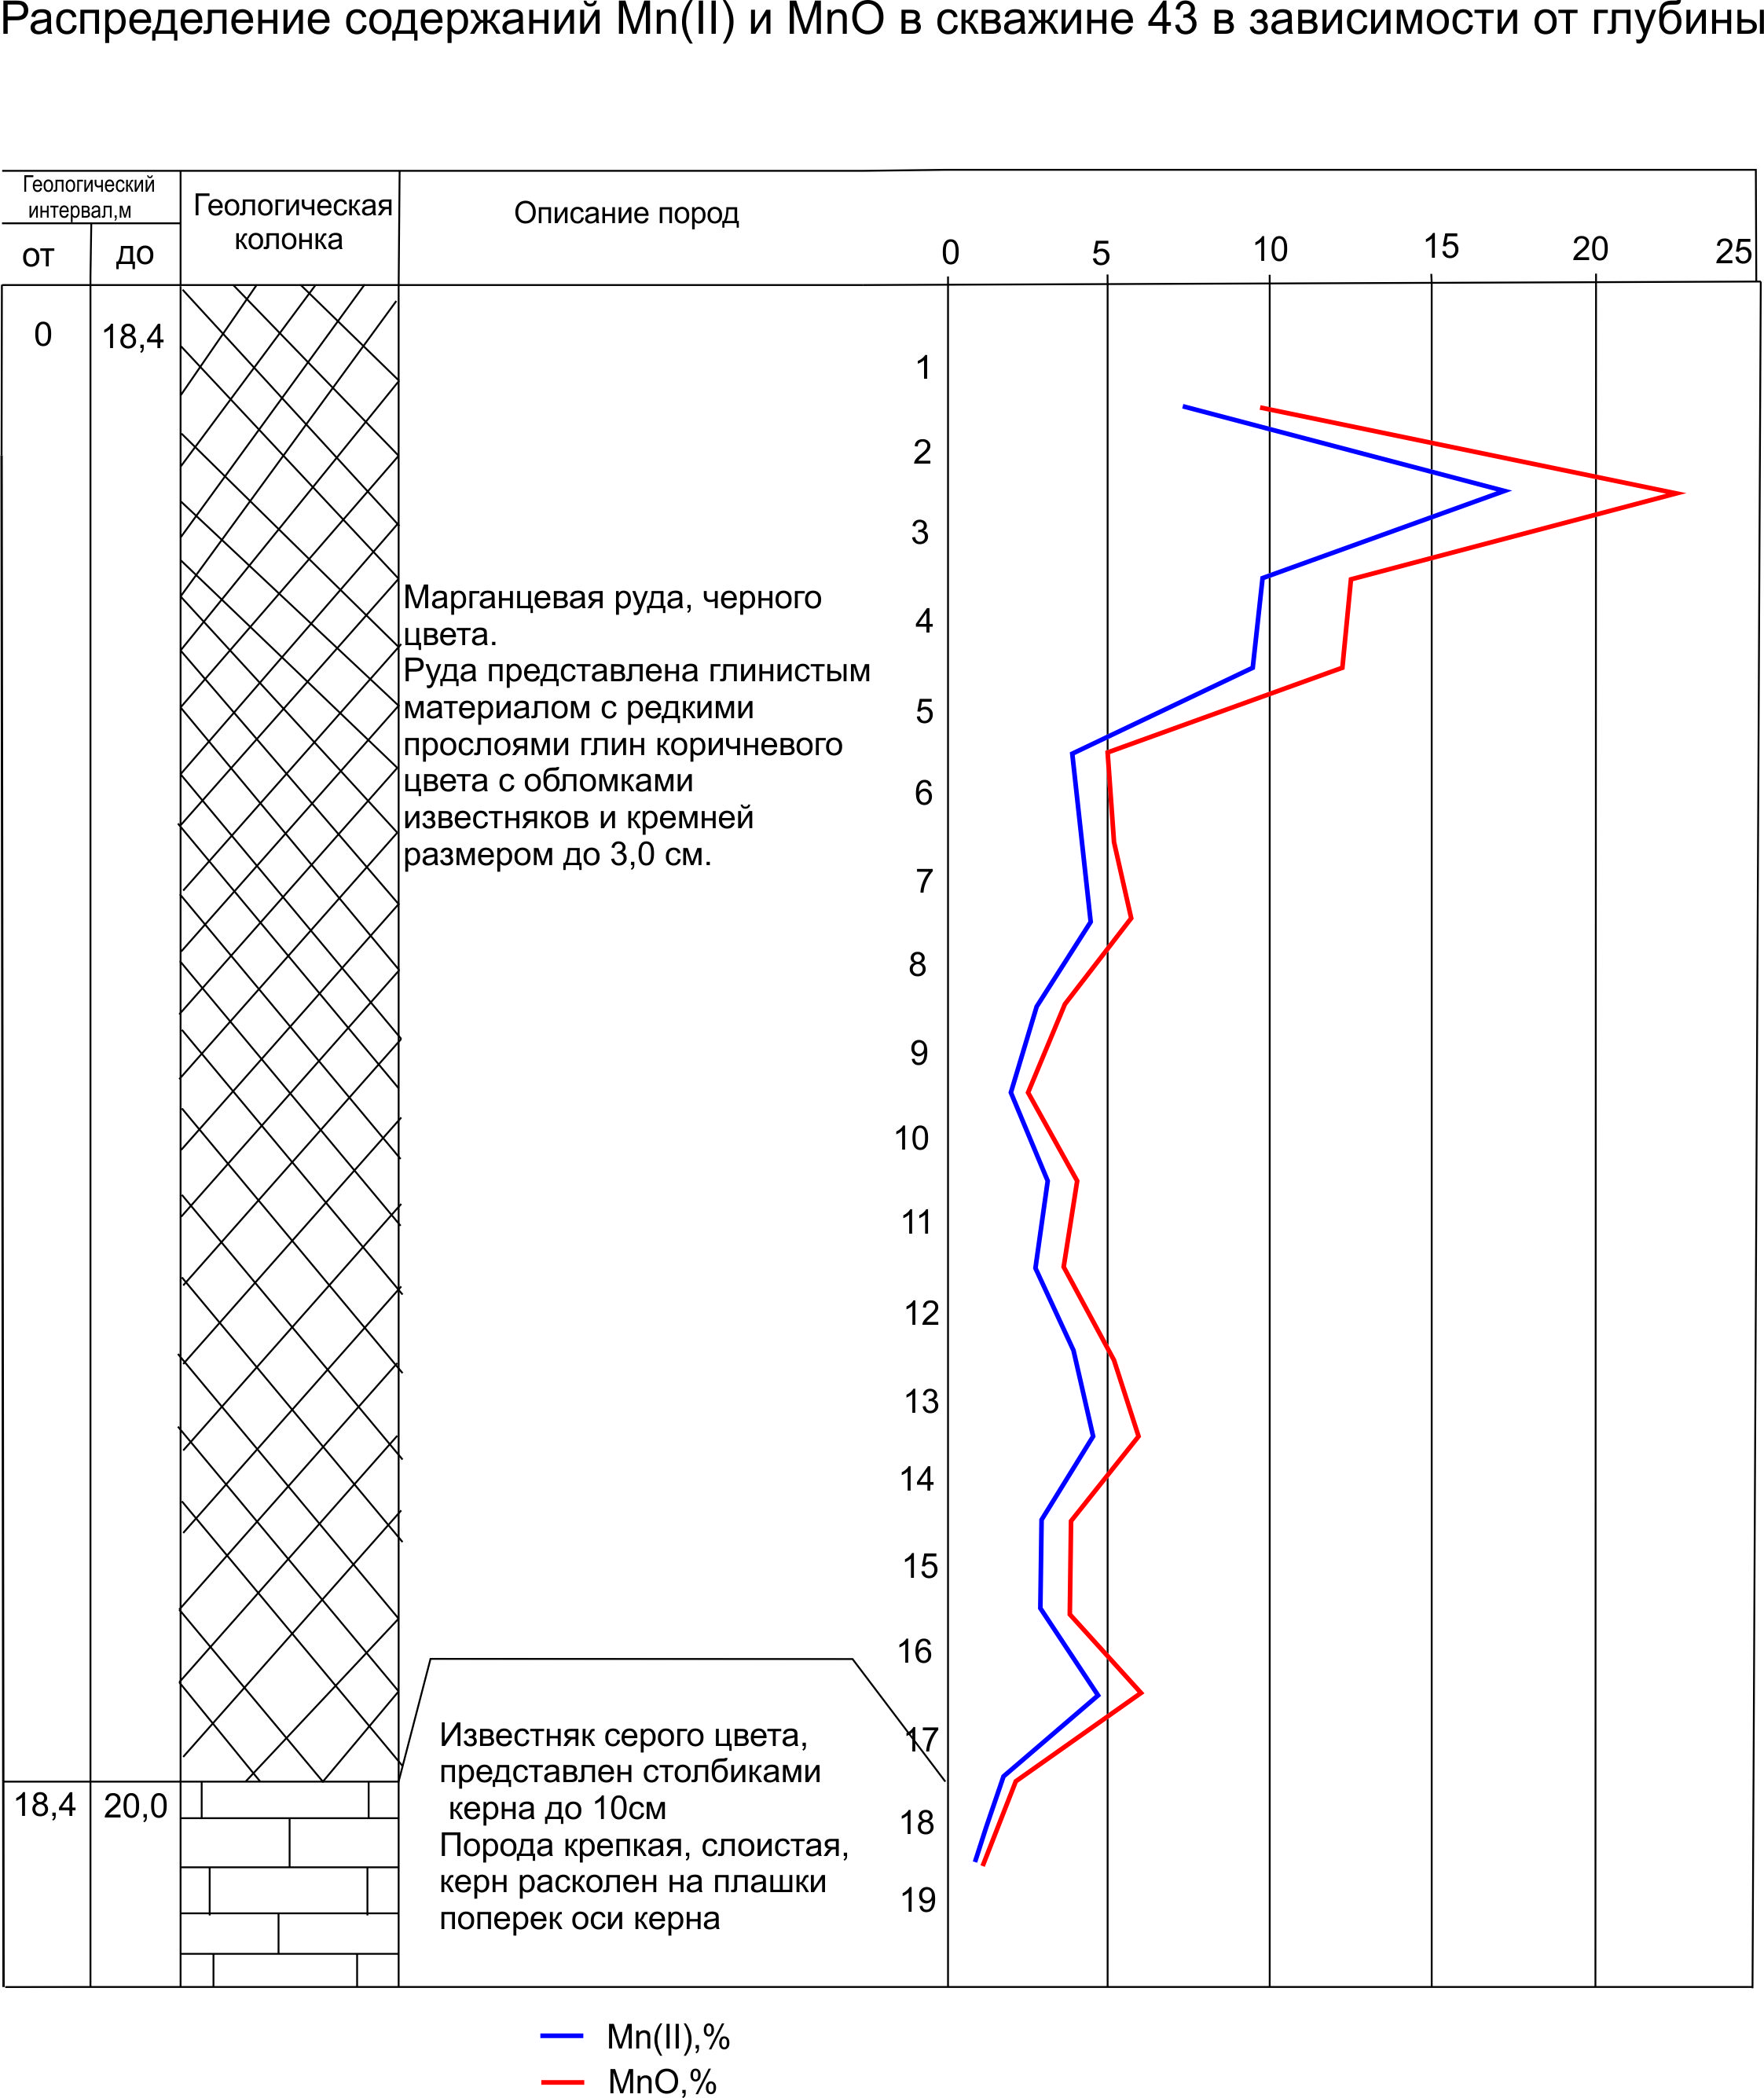 Распределение содержаний Mn(II) и MnO в скважине 43 в зависимости от глубины
Геологический
интервал,м
от
до
Геологическая
колонка
Описание пород
0
5
10
15
20
25
0
18,4
1
2
3
4
5
6
7
8
9
10
11
12
13
14
15
16
17
18
19
Марганцевая руда, черного
цвета.
Руда представлена глинистым
материалом с редкими
прослоями глин коричневого
цвета с обломками
известняков и кремней
размером до 3,0 см.
18,4
20,0
Известняк серого цвета,
представлен столбиками
керна до 10см
Порода крепкая, слоистая,
керн расколен на плашки
поперек оси керна
Mn(II),%
MnO,%